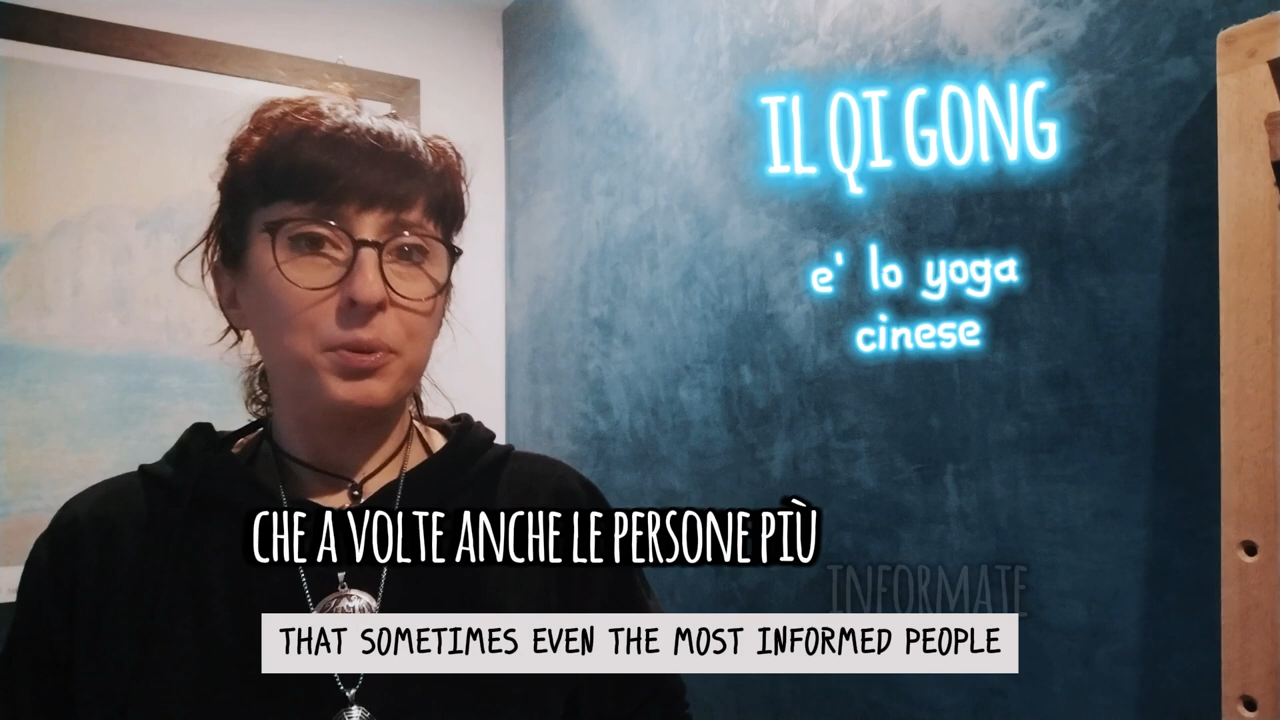 IL QI GONG
e' lo yoga
cinese
CHE A VOLTE ANCHE LE PERSONE PIÙ
INFORMATE
THAT SOMETIMES EVEN THE MOST INFORMED PEOPLE